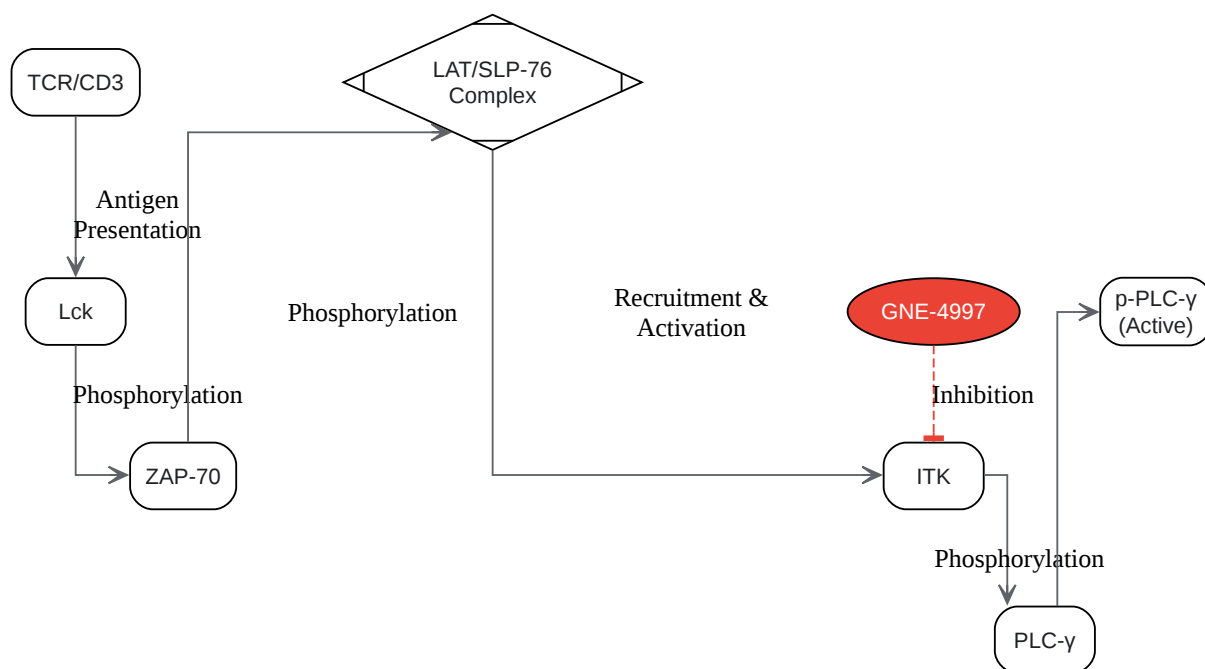 TCR/CD3
LAT/SLP-76
Complex
Antigen
Presentation
Lck
Phosphorylation
Recruitment &
Activation
GNE-4997
p-PLC-γ
(Active)
Phosphorylation
Inhibition
ZAP-70
ITK
Phosphorylation
PLC-γ